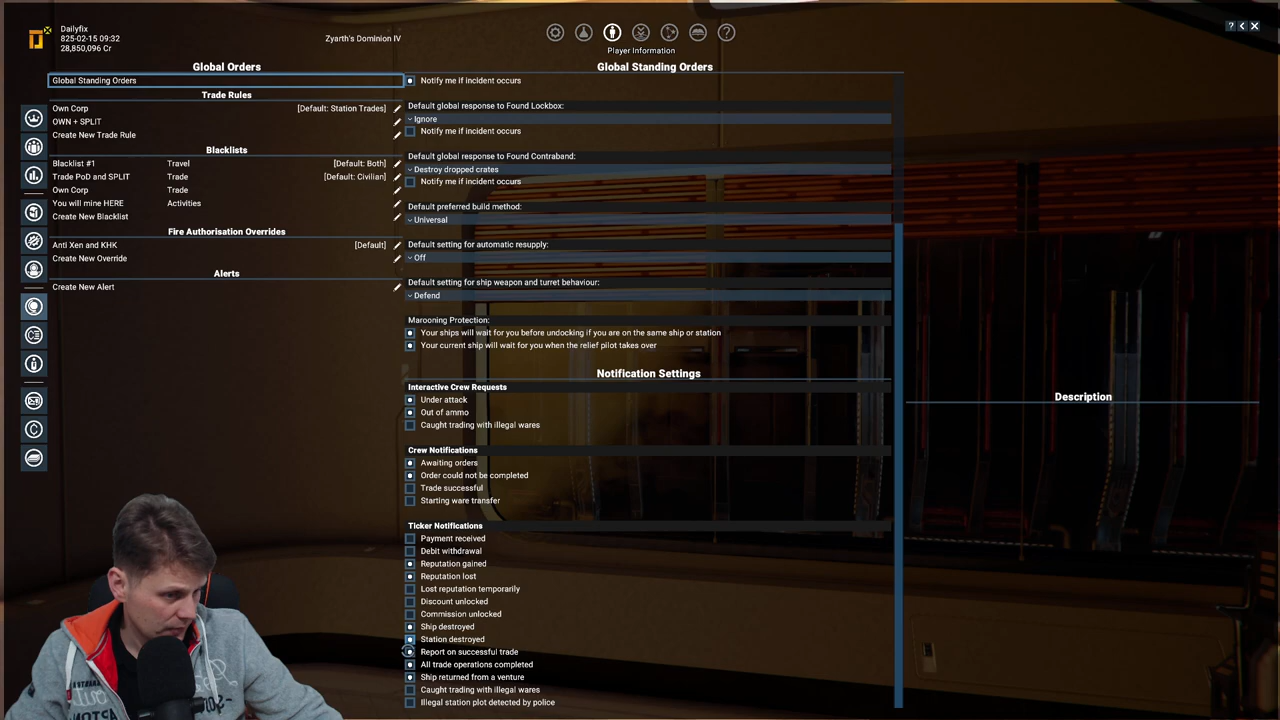 Dailyfix
825-02-15 09:32
28,850,096 Cr
Zyarth's Dominion IV
Player Information
Global Orders
Global Standing Orders
Trade Rules
Own Corp [Default: Station Trades]
OWN + SPLIT
Create New Trade Rule
Blacklists
Blacklist #1 Travel [Default: Both]
Trade PoD and SPLIT Trade [Default: Civilian]
Own Corp Trade
You will mine HERE Activities
Create New Blacklist
Fire Authorisation Overrides
Anti Xen and KHK [Default]
Create New Override
Alerts
Create New Alert
Global Standing Orders
Notify me if incident occurs
Default global response to Found Lockbox:
Ignore
Notify me if incident occurs
Default global response to Found Contraband:
Destroy dropped crates
Notify me if incident occurs
Default preferred build method:
Universal
Default setting for automatic resupply:
Off
Default setting for ship weapon and turret behaviour:
Defend
Marooning Protection:
Your ships will wait for you before undocking if you are on the same ship or station
Your current ship will wait for you when the relief pilot takes over
Notification Settings
Interactive Crew Requests
Under attack
Out of ammo
Caught trading with illegal wares
Crew Notifications
Awaiting orders
Order could not be completed
Trade successful
Starting ware transfer
Ticker Notifications
Payment received
Debit withdrawal
Reputation gained
Reputation lost
Lost reputation temporarily
Discount unlocked
Commission unlocked
Ship destroyed
Station destroyed
Report on successful trade
All trade operations completed
Ship returned from a venture
Caught trading with illegal wares
Illegal station plot detected by police
Description